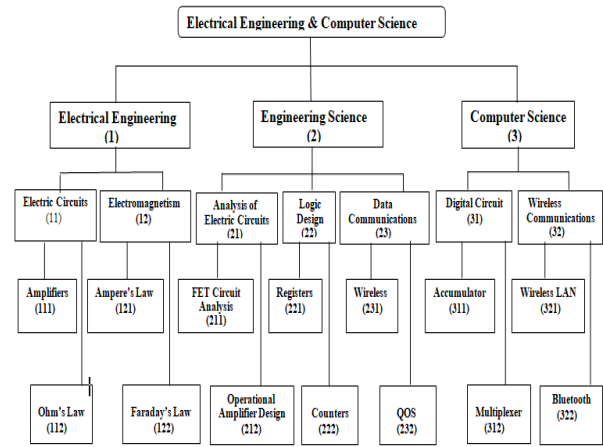 Electrical Engineering & Computer Science
Electrical Engineering
(1)
Engineering Science
(2)
Computer Science
(3)
Electric Circuits
(11)
Electromagnetism
(12)
Analysis of
Electric Circuits
(21)
Logic
Design
(22)
Data
Communications
(23)
Digital Circuit
(31)
Wireless
Communications
(32)
Amplifiers
(111)
Ampere's Law
(121)
FET Circuit
Analysis
(211)
Registers
(221)
Wireless
(231)
Accumulator
(311)
Wireless LAN
(321)
Ohm's Law
(112)
Faraday's Law
(122)
Operational
Amplifier Design
(212)
Counters
(222)
QOS
(232)
Multiplexer
(312)
Bluetooth
(322)